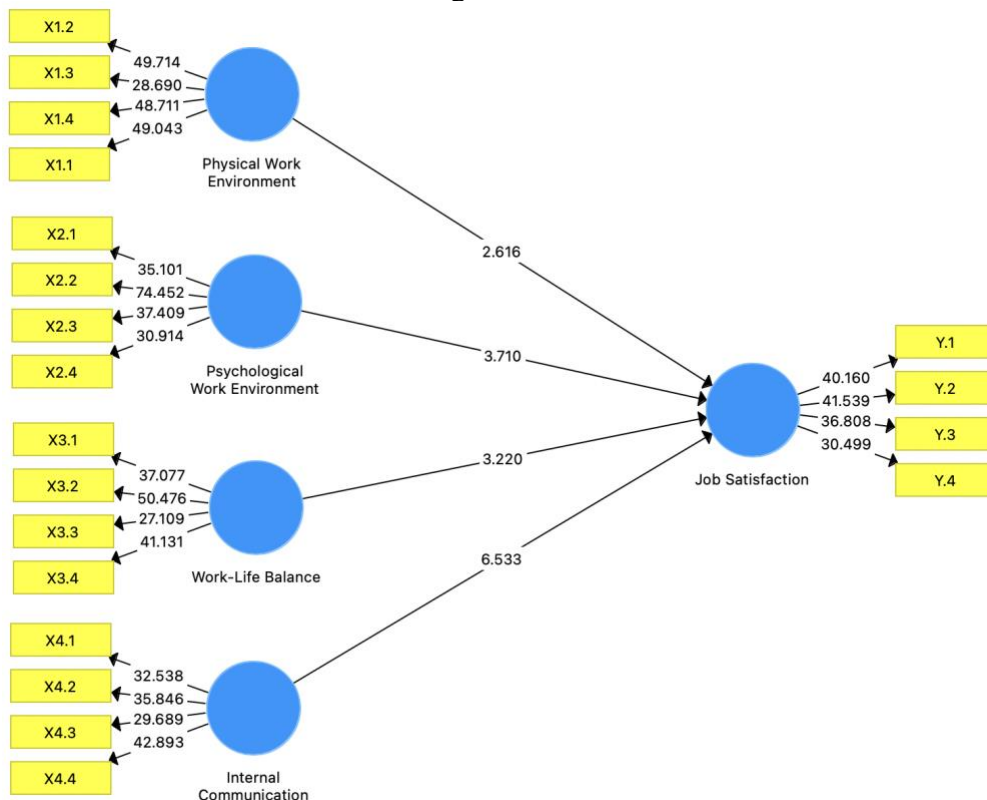 X1.2
X1.3
X1.4
X1.1
49.714
28.690
48.711
49.043
Physical Work
Environment
X2.1
X2.2
X2.3
X2.4
35.101
74.452
37.409
30.914
Psychological
Work Environment
X3.1
X3.2
X3.3
X3.4
37.077
50.476
27.109
41.131
Work-Life Balance
X4.1
X4.2
X4.3
X4.4
32.538
35.846
29.689
42.893
Internal
Communication
2.616
3.710
3.220
6.533
Job Satisfaction
40.160
41.539
36.808
30.499
Y.1
Y.2
Y.3
Y.4